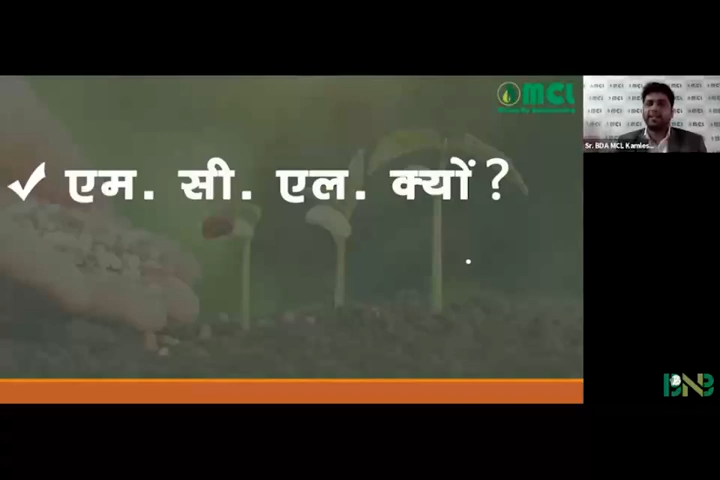 MCL
✓ एम. सी. एल. क्यों ?
Sr. BDA MCL Kamles...
BNB